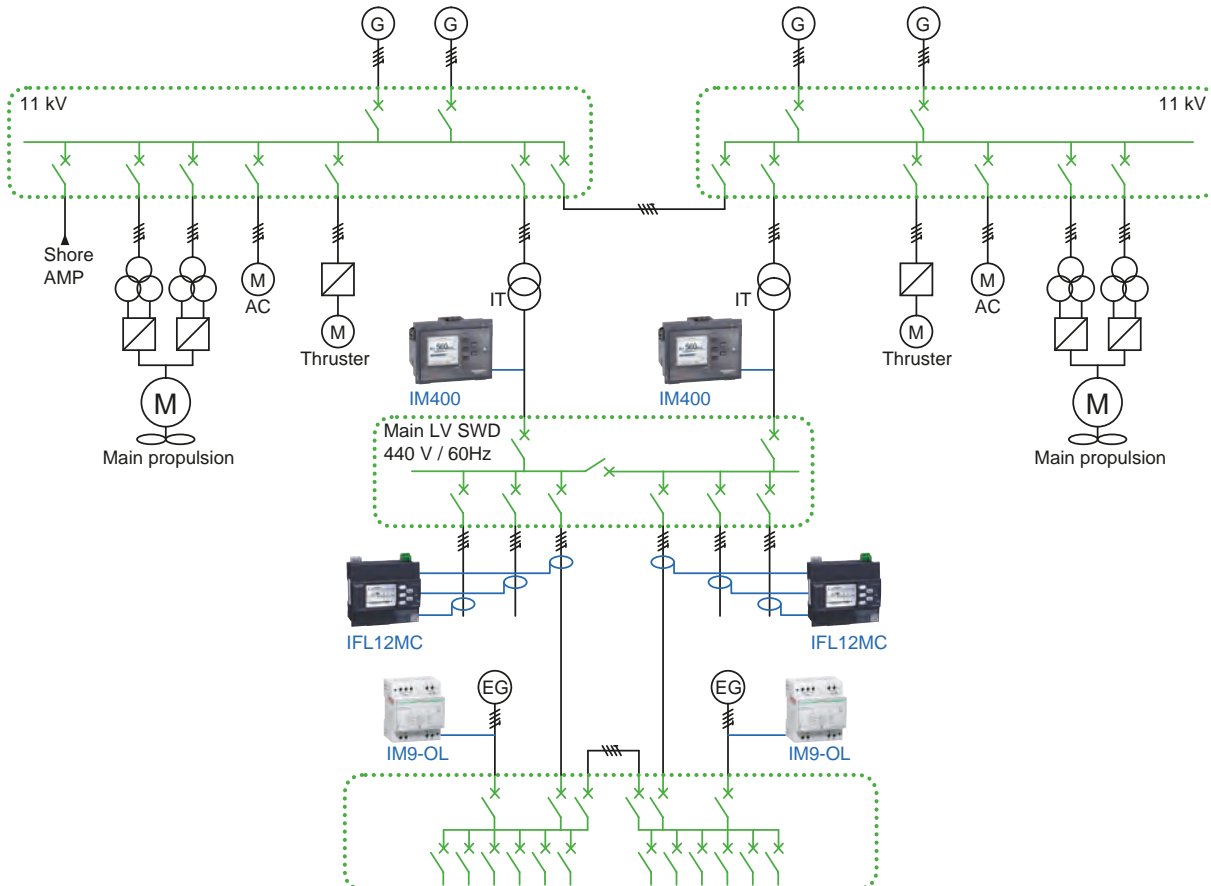 G
G
G
G
11 kV
11 kV
Shore
AMP
M
AC
M
Thruster
IT
IT
M
Thruster
M
AC
IM400
IM400
M
Main propulsion
M
Main propulsion
Main LV SWD
440 V / 60Hz
IFL12MC
IFL12MC
EG
EG
IM9-OL
IM9-OL